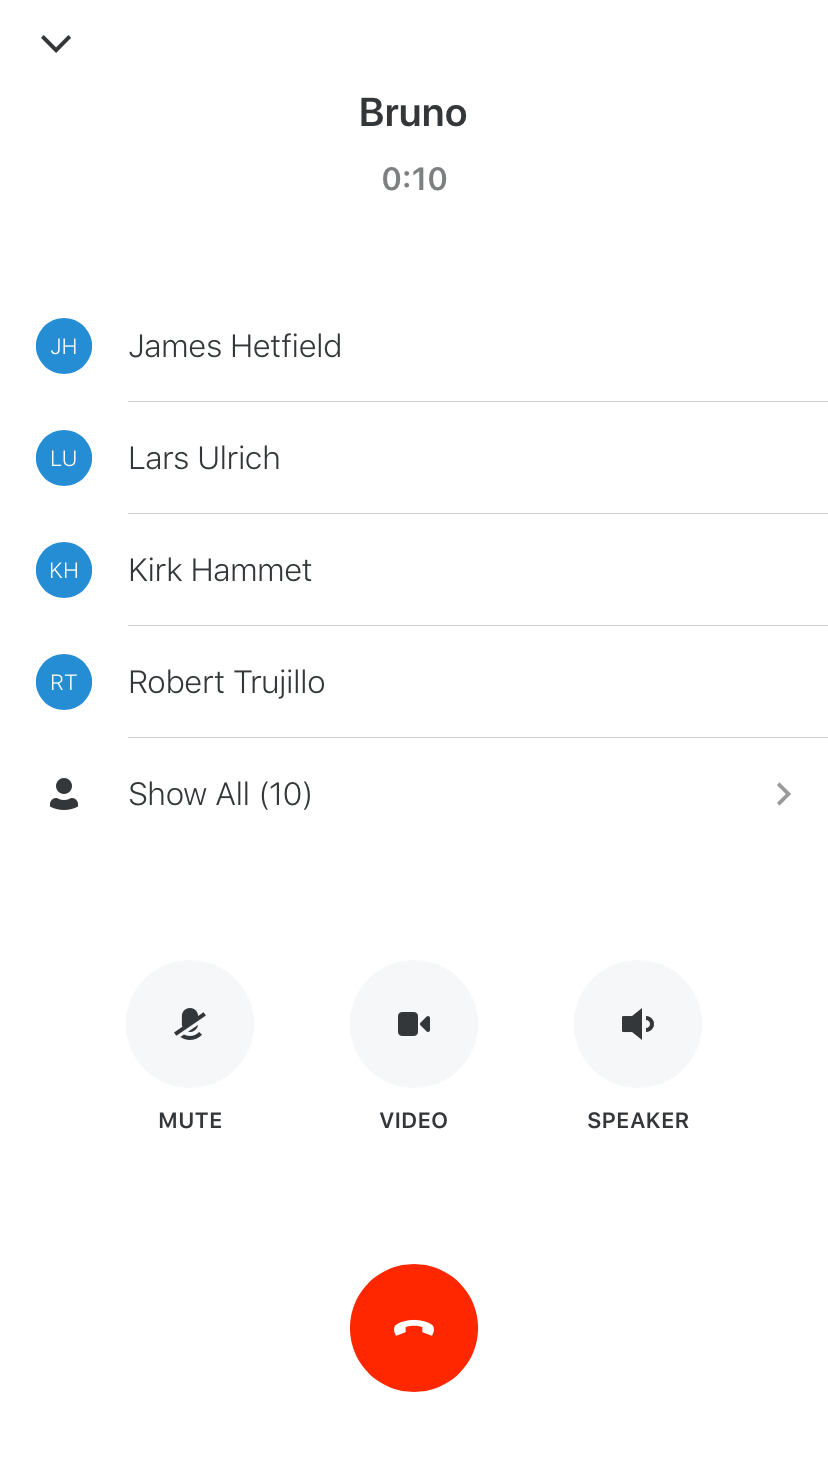 Bruno
0:10
JH James Hetfield
LU Lars Ulrich
KH Kirk Hammet
RT Robert Trujillo
Show All (10)
MUTE VIDEO SPEAKER